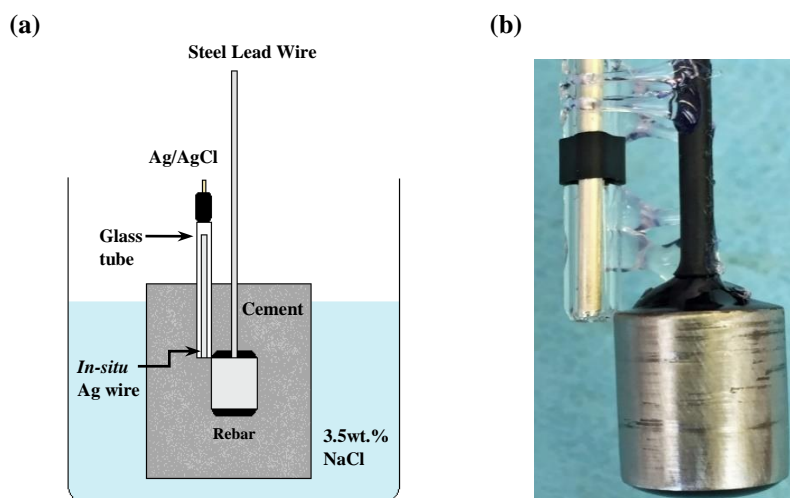 (a)
Steel Lead Wire
Ag/AgCl
Glass
tube
Cement
In-situ
Ag wire
Rebar
3.5wt.%
NaCl
(b)